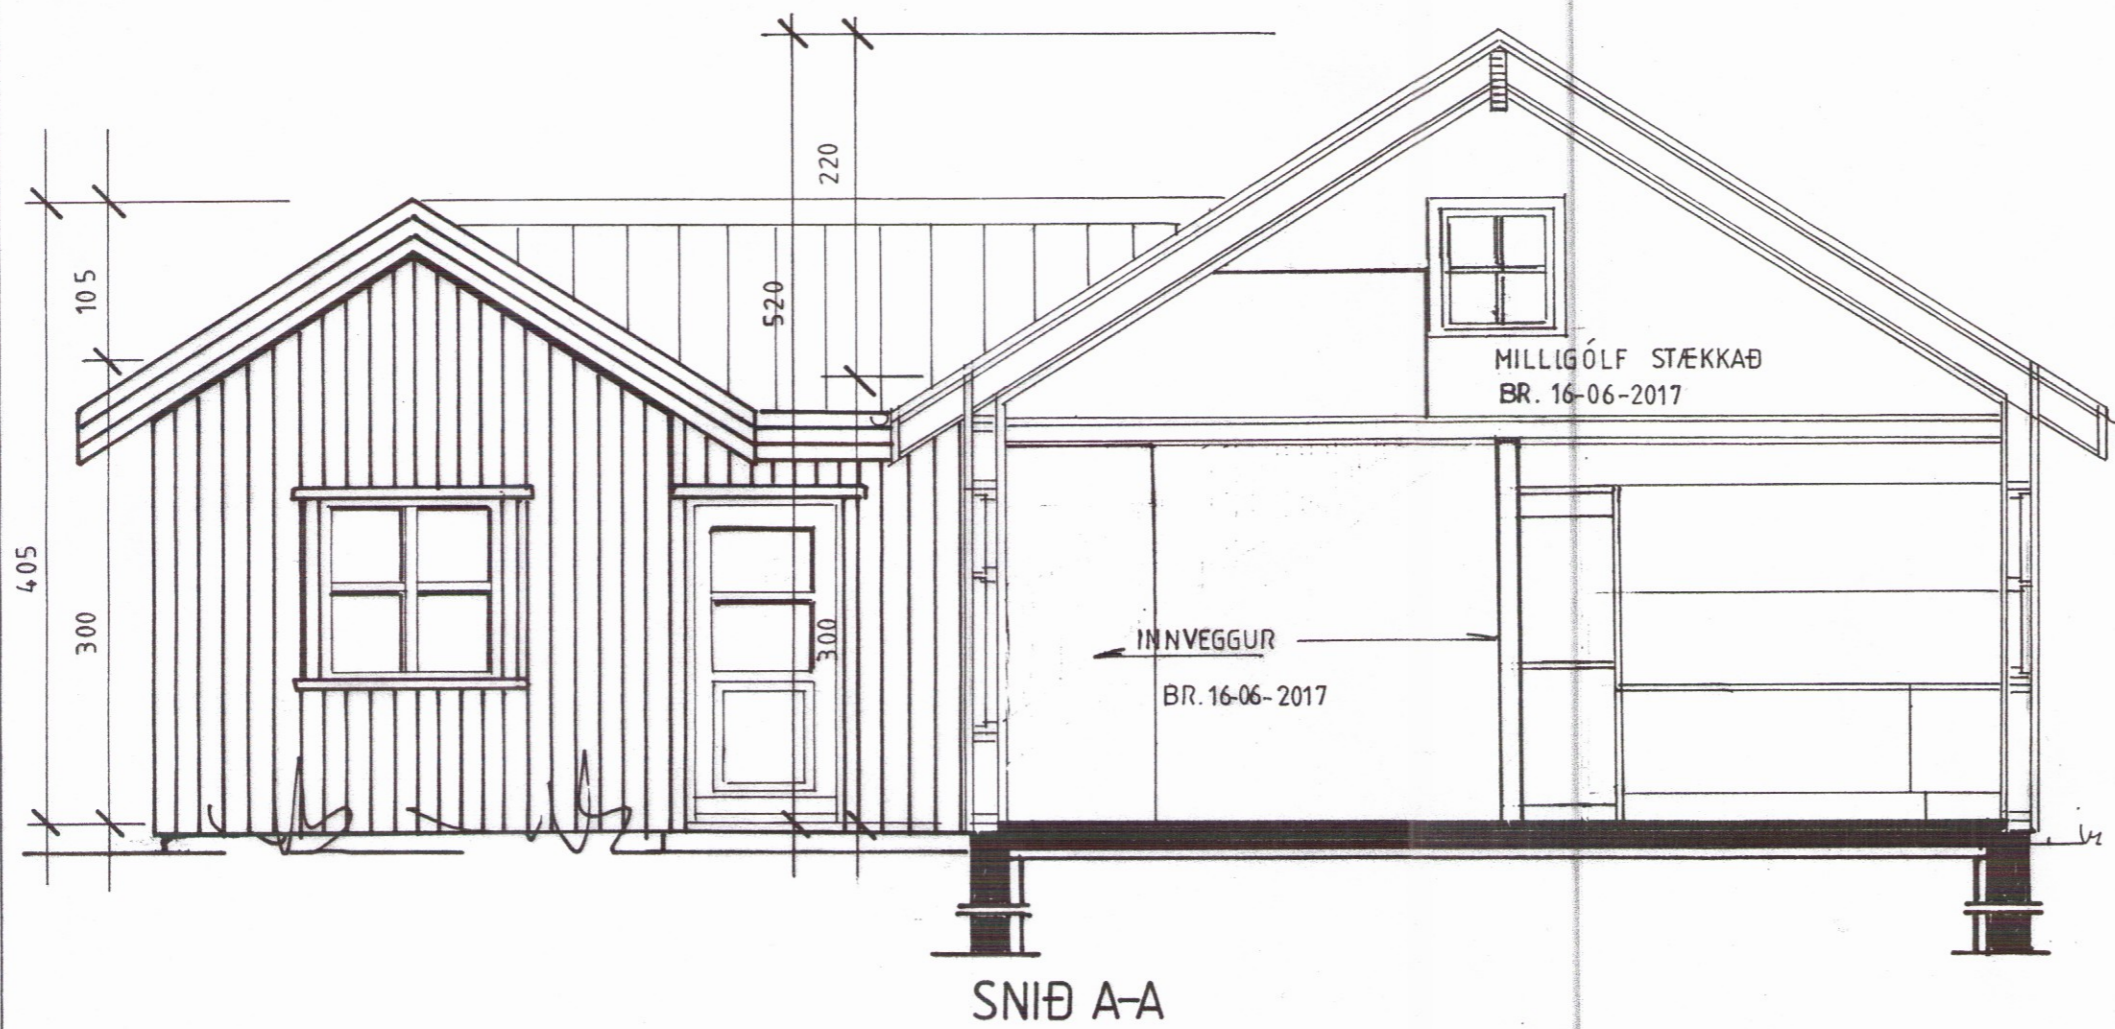 220
105
520
405
300
300
MILLIGÓLF STÆKKAÐ
BR. 16-06-2017
INNVEGGUR
BR. 16-06-2017
SNIÐ A-A